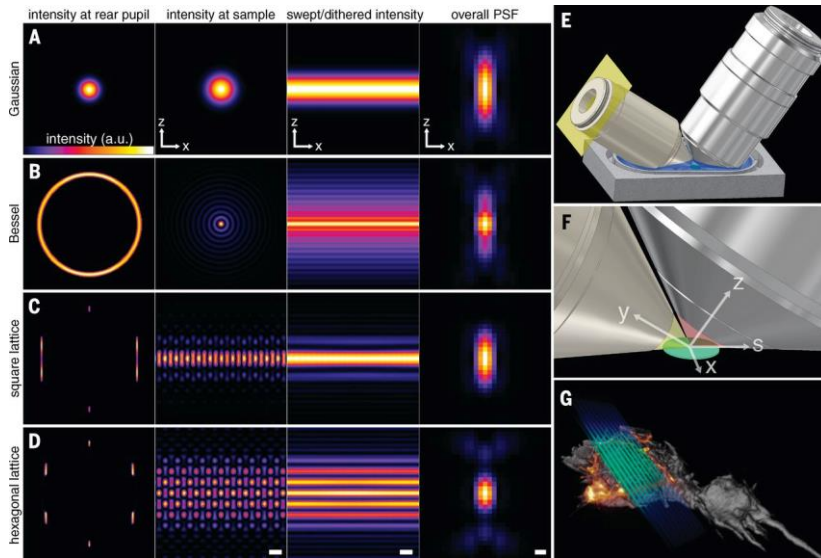 intensity at rear pupil intensity at sample swept/dithered intensity overall PSF
A
Gaussian
intensity (a.u.)
z
x
z
x
z
x
B
Bessel
C
square lattice
D
hexagonal lattice
E
F
y
z
s
x
G